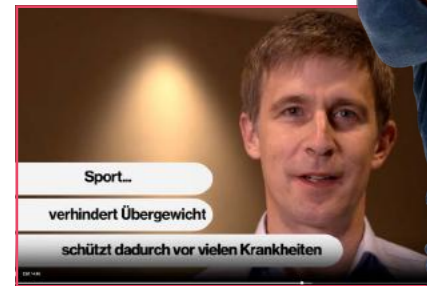 Sport...
verhindert Übergewicht
schützt dadurch vor vielen Krankheiten